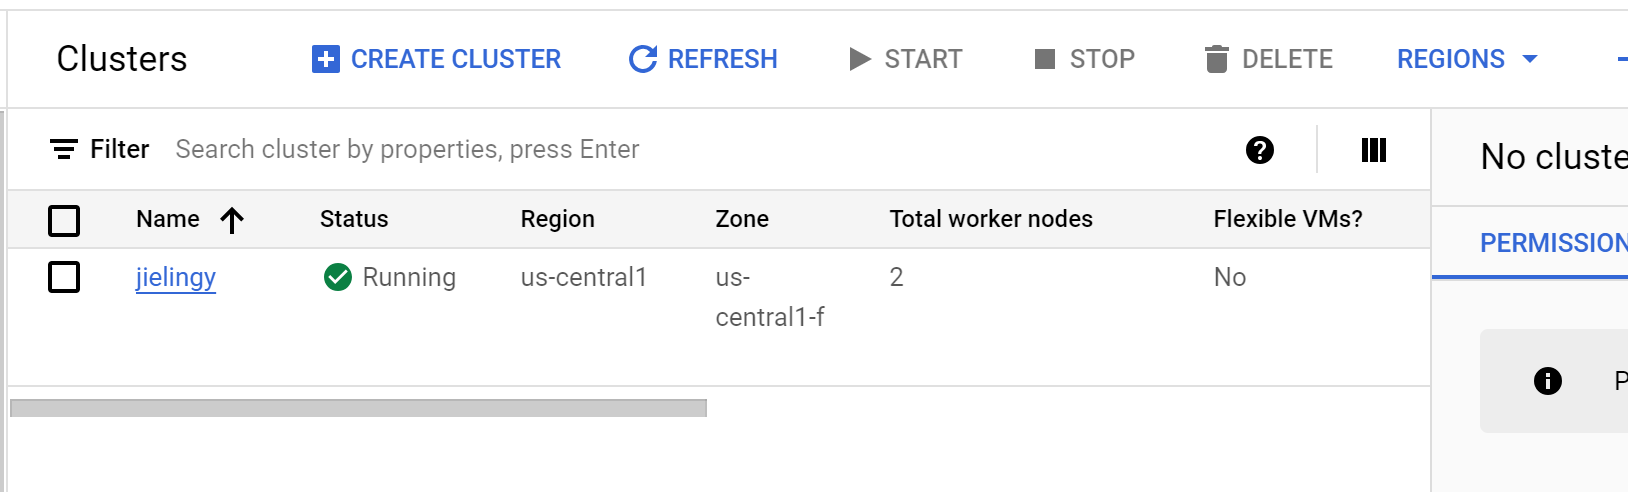 Clusters CREATE CLUSTER REFRESH START STOP DELETE REGIONS
Filter Search cluster by properties, press Enter
No cluste
Name Status Region Zone Total worker nodes Flexible VMs?
PERMISSION
jielingy Running us-central1 us- 2 No
central1-f
P